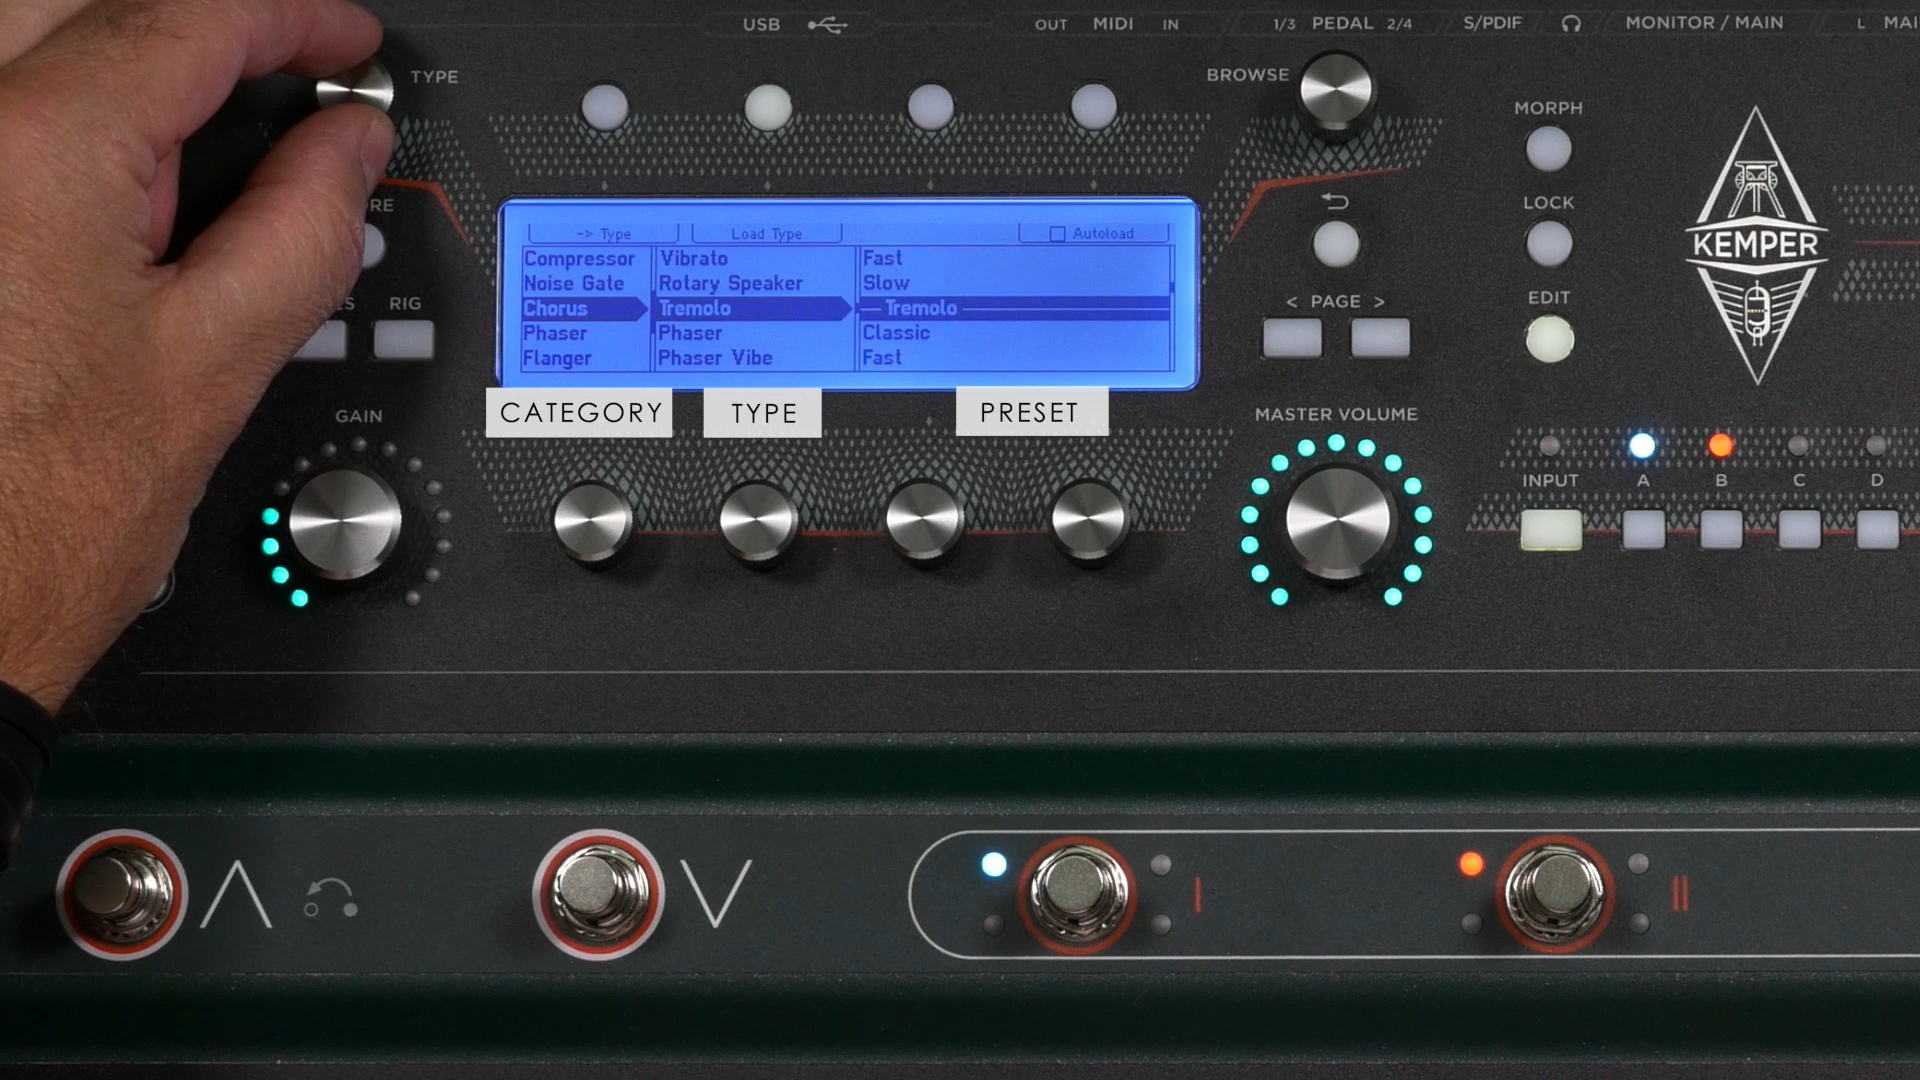 USB
OUT MIDI IN
1/3 PEDAL 2/4
S/PDIF
MONITOR / MAIN
L
TYPE
BROWSE
MORPH
LOCK
EDIT
KEMPER
RIG
< PAGE >
-> Type Load Type Autoload
Compressor Vibrato Fast
Noise Gate Rotary Speaker Slow
Chorus Tremolo — Tremolo —
Phaser Phaser Classic
Flanger Phaser Vibe Fast
CATEGORY TYPE PRESET
GAIN
MASTER VOLUME
INPUT A B C D
I
II